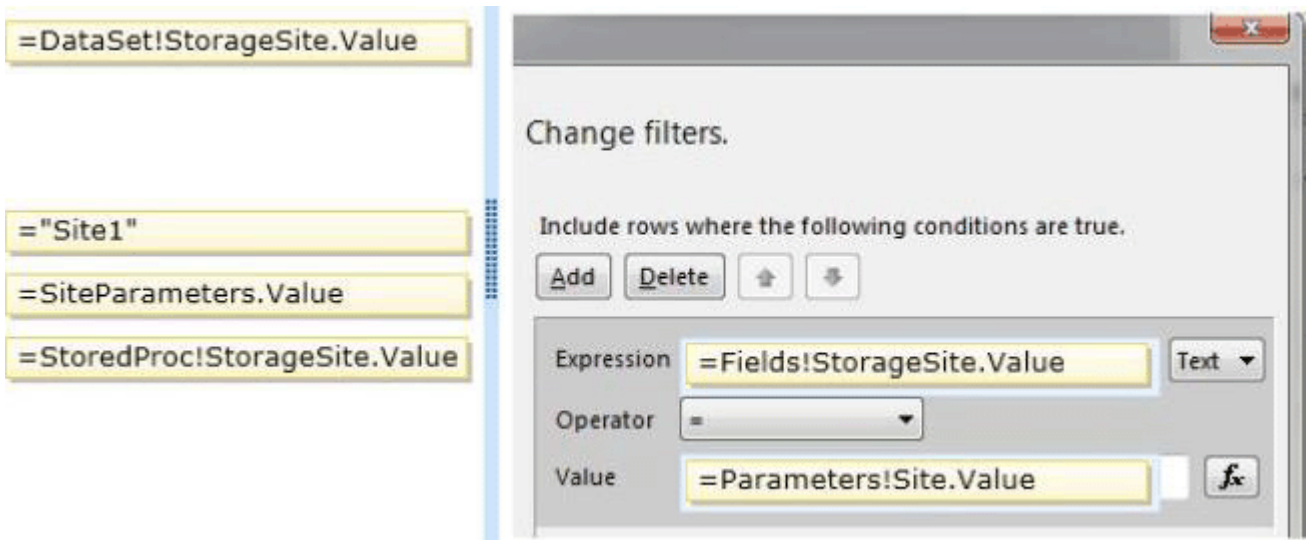 =DataSet!StorageSite.Value
="Site1"
=SiteParameters.Value
=StoredProc!StorageSite.Value
Change filters.
Include rows where the following conditions are true.
Add Delete
Expression =Fields!StorageSite.Value Text
Operator =
Value =Parameters!Site.Value fx